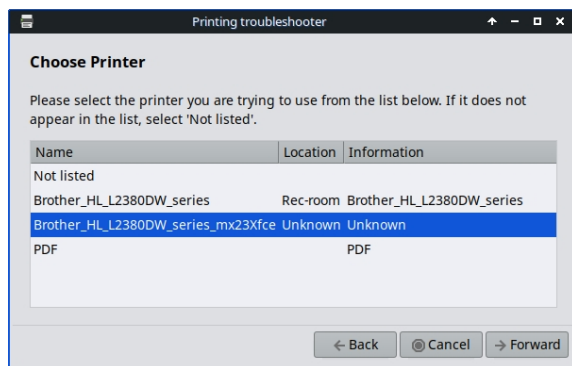 Printing troubleshooter
Choose Printer
Please select the printer you are trying to use from the list below. If it does not
appear in the list, select 'Not listed'.
Name Location Information
Not listed
Brother_HL_L2380DW_series Rec-room Brother_HL_L2380DW_series
Brother_HL_L2380DW_series_mx23Xfce Unknown Unknown
PDF PDF
Back Cancel Forward